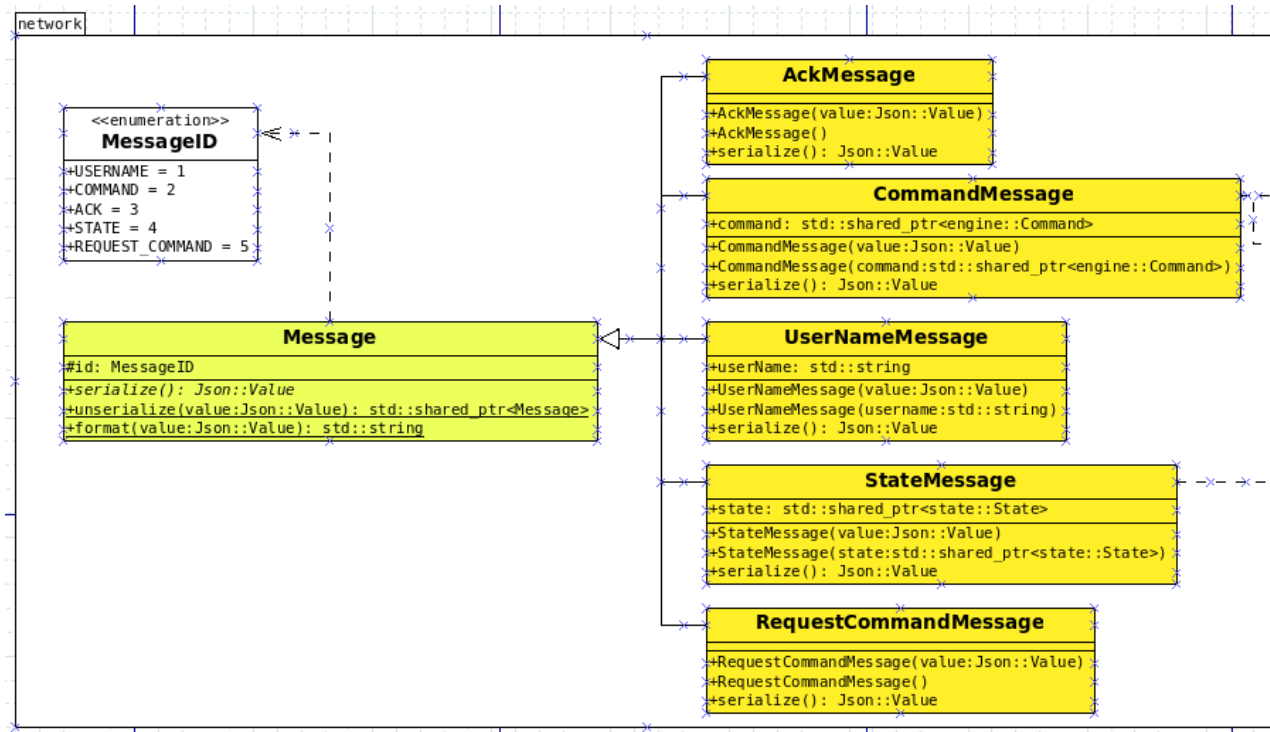 network
<<enumeration>>
MessageID
+USERNAME = 1
+COMMAND = 2
+ACK = 3
+STATE = 4
+REQUEST_COMMAND = 5
Message
#id: MessageID
+serialize(): Json::Value
+unserialize(value:Json::Value): std::shared_ptr<Message>
+format(value:Json::Value): std::string
AckMessage
+AckMessage(value:Json::Value)
+AckMessage()
+serialize(): Json::Value
CommandMessage
+command: std::shared_ptr<engine::Command>
+CommandMessage(value:Json::Value)
+CommandMessage(command:std::shared_ptr<engine::Command>)
+serialize(): Json::Value
UserNameMessage
+userName: std::string
+UserNameMessage(value:Json::Value)
+UserNameMessage(username:std::string)
+serialize(): Json::Value
StateMessage
+state: std::shared_ptr<state::State>
+StateMessage(value:Json::Value)
+StateMessage(state:std::shared_ptr<state::State>)
+serialize(): Json::Value
RequestCommandMessage
+RequestCommandMessage(value:Json::Value)
+RequestCommandMessage()
+serialize(): Json::Value